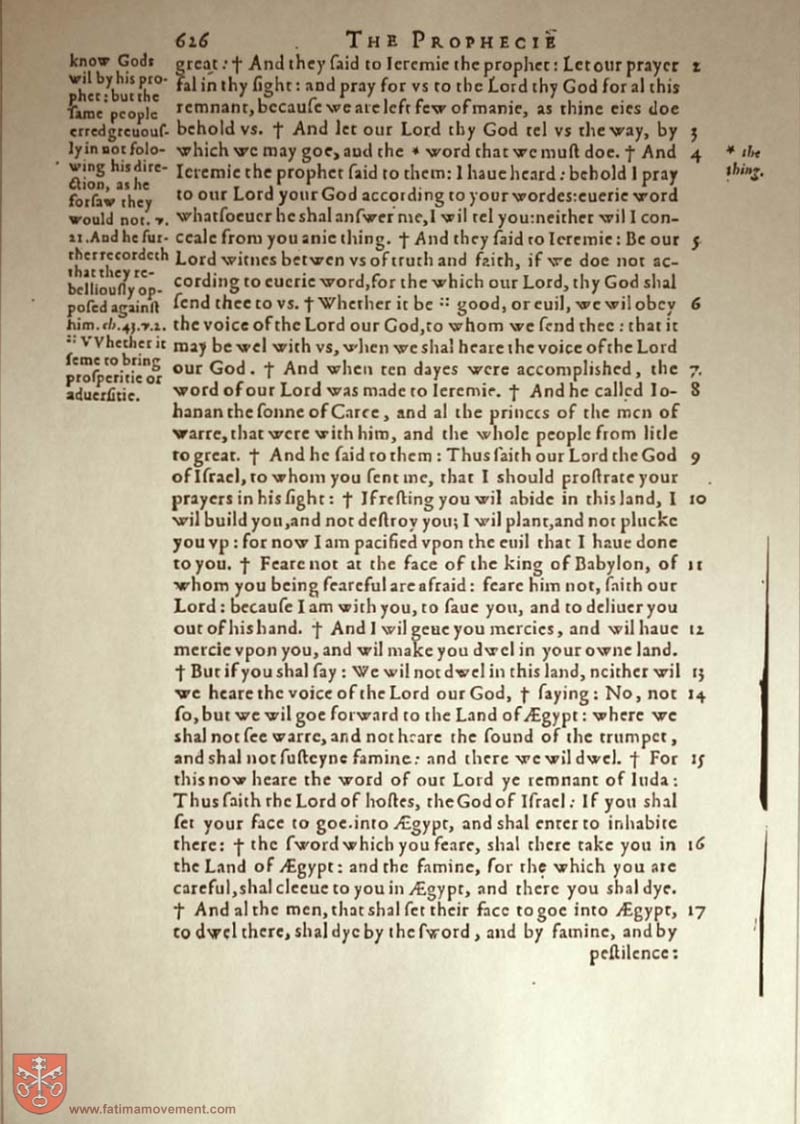 626 THE PROPHECIE
know Gods
wil by his pro-
phet: but the
ſame people
erred greuouſ-
ly in not folo-
wing his dire-
ction, as he
forſaw they
would not. v.
21. And he fur-
ther recordeth
that they re-
belliouſly op-
poſed againſt
him. ch. 43. v. 2.
:: VVhether it
ſeme to bring
proſperitie or
aduerſitie.
great: † And they ſaid to Ieremie the prophet: Let our prayer 2
fal in thy ſight: and pray for vs to the Lord thy God for al this
remnant, becauſe we are left few of manie, as thine eies doe
behold vs. † And let our Lord thy God tel vs the way, by 3
which we may goe, and the * word that we muſt doe. † And 4
Ieremie the prophet ſaid to them: I haue heard: behold I pray
to our Lord your God according to your wordes: euerie word
whatſoeuer he shal anſwer me, I wil tel you: neither wil I con-
ceale from you anie thing. † And they ſaid to Ieremie: Be our 5
Lord witnes betwen vs of truth and faith, if we doe not ac-
cording to euerie word, for the which our Lord, thy God shal
ſend thee to vs. † Whether it be :: good, or euil, we wil obey 6
the voice of the Lord our God, to whom we ſend thee: that it
may be wel with vs, when we shal heare the voice of the Lord
our God. † And when ten dayes were accomplished, the 7.
word of our Lord was made to Ieremie. † And he called Io- 8
hanan the ſonne of Caree, and al the princes of the men of
warre, that were with him, and the whole people from litle
to great. † And he ſaid to them: Thus ſaith our Lord the God 9
of Iſrael, to whom you ſent me, that I should proſtrate your
prayers in his ſight: † If reſting you wil abide in this land, I 10
wil build you, and not deſtroy you; I wil plant, and not plucke
you vp: for now I am pacified vpon the euil that I haue done
to you. † Feare not at the face of the king of Babylon, of 11
whom you being feareful are afraid: feare him not, ſaith our
Lord: becauſe I am with you, to ſaue you, and to deliuer you
out of his hand. † And I wil geue you mercies, and wil haue 12
mercie vpon you, and wil make you dwel in your owne land.
† But if you shal ſay: We wil not dwel in this land, neither wil 13
we heare the voice of the Lord our God, † ſaying: No, not 14
ſo, but we wil goe forward to the Land of Ægypt: where we
shal not ſee warre, and not heare the ſound of the trumpet,
and shal not ſuſteyne famine: and there we wil dwel. † For 15
this now heare the word of our Lord ye remnant of Iuda:
Thus ſaith the Lord of hoſtes, the God of Iſrael: If you shal
ſet your face to goe into Ægypt, and shal enter to inhabite
there: † the ſword which you feare, shal there take you in 16
the Land of Ægypt: and the famine, for the which you are
careful, shal cleeue to you in Ægypt, and there you shal dye.
† And al the men, that shal ſet their face to goe into Ægypt, 17
to dwel there, shal dye by the ſword, and by famine, and by
peſtilence:
* the
thing.
www.fatimamovement.com